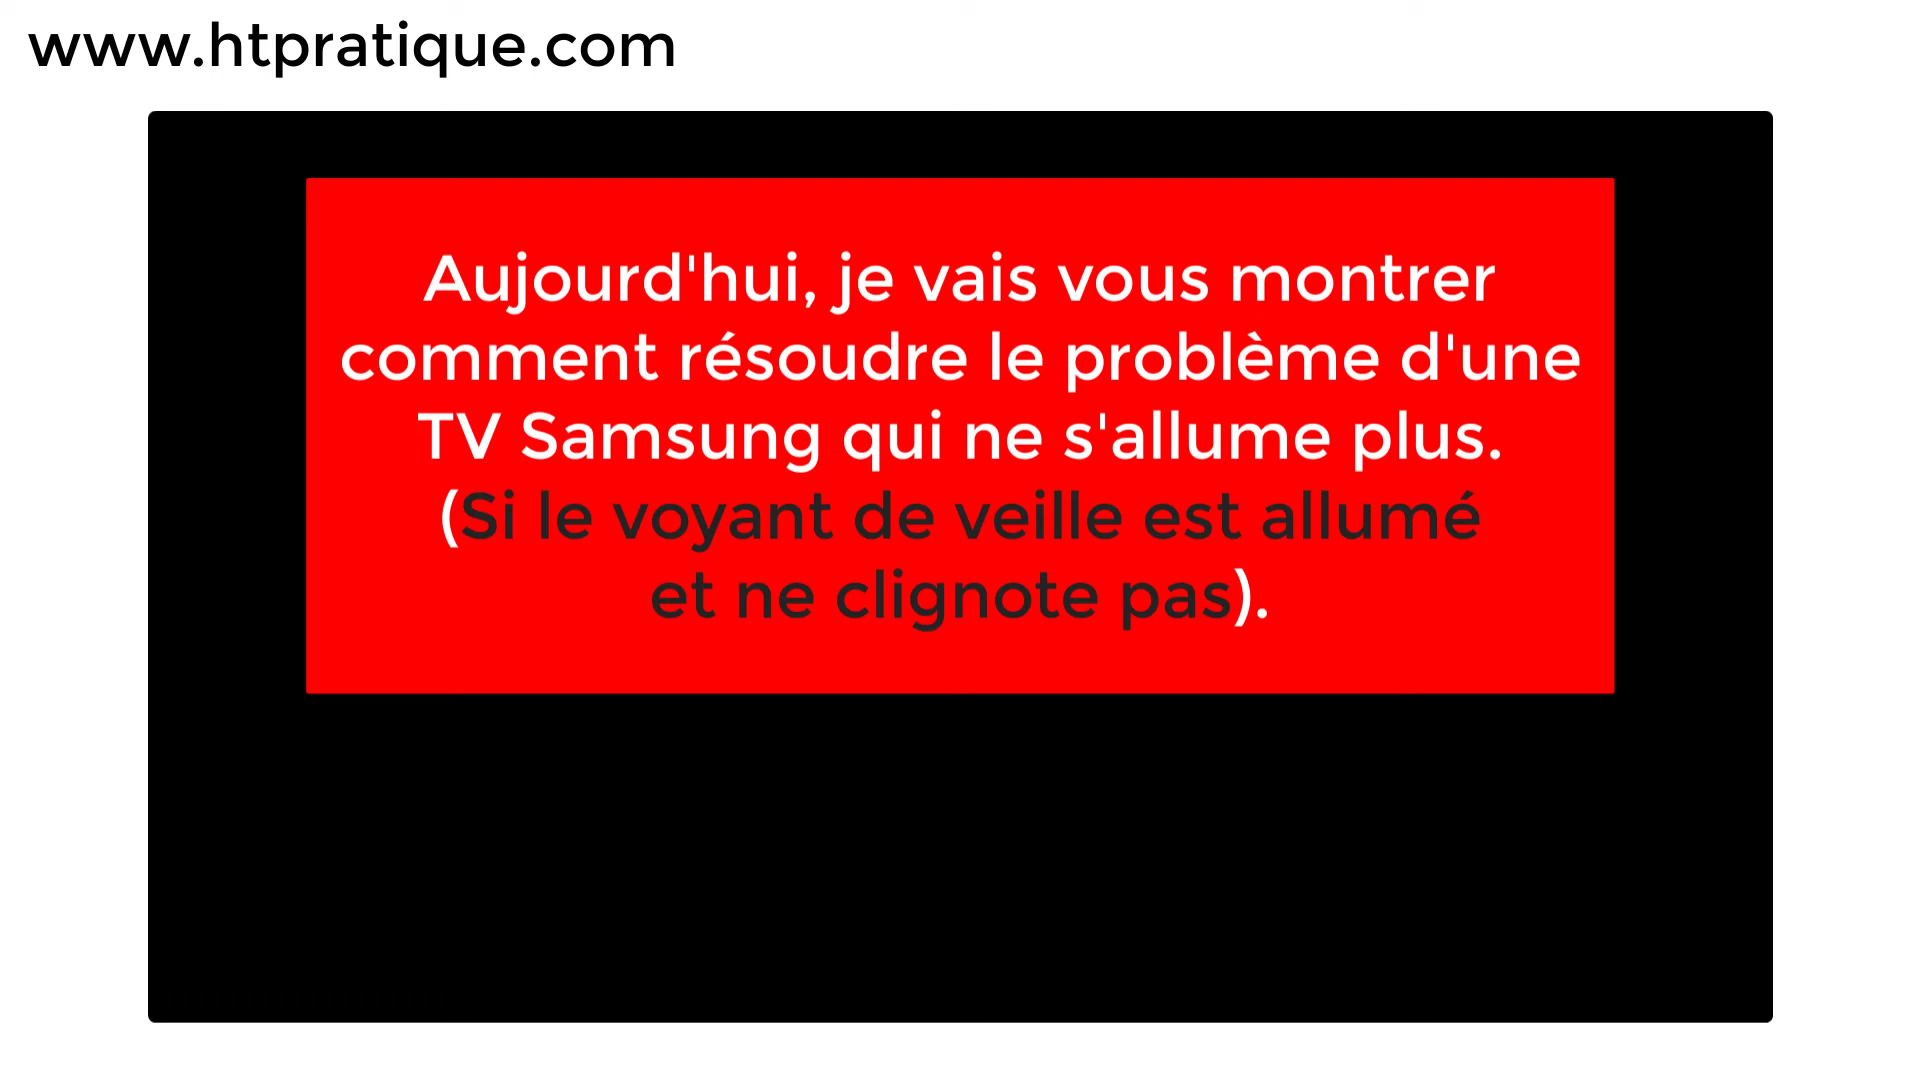 www.htpratique.com
Aujourd'hui, je vais vous montrer
comment résoudre le problème d'une
TV Samsung qui ne s'allume plus.
(Si le voyant de veille est allumé
et ne clignote pas).